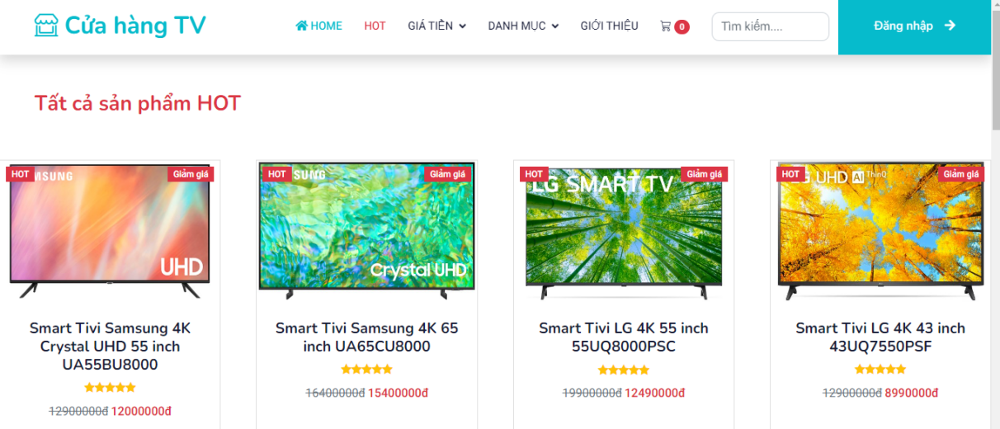 Cửa hàng TV
HOME HOT GIÁ TIỀN DANH MỤC GIỚI THIỆU 0 Tìm kiếm.... Đăng nhập
Tất cả sản phẩm HOT
HOT MSUNG Giảm giá
UHD
HOT SUNG Giảm giá
Crystal UHD
HOT LG SMART TV Giảm giá
HOT G UHD AI ThinQ Giảm giá
Smart Tivi Samsung 4K
Crystal UHD 55 inch
UA55BU8000
12900000đ 12000000đ
Smart Tivi Samsung 4K 65
inch UA65CU8000
16400000đ 15400000đ
Smart Tivi LG 4K 55 inch
55UQ8000PSC
19900000đ 12490000đ
Smart Tivi LG 4K 43 inch
43UQ7550PSF
12900000đ 8990000đ